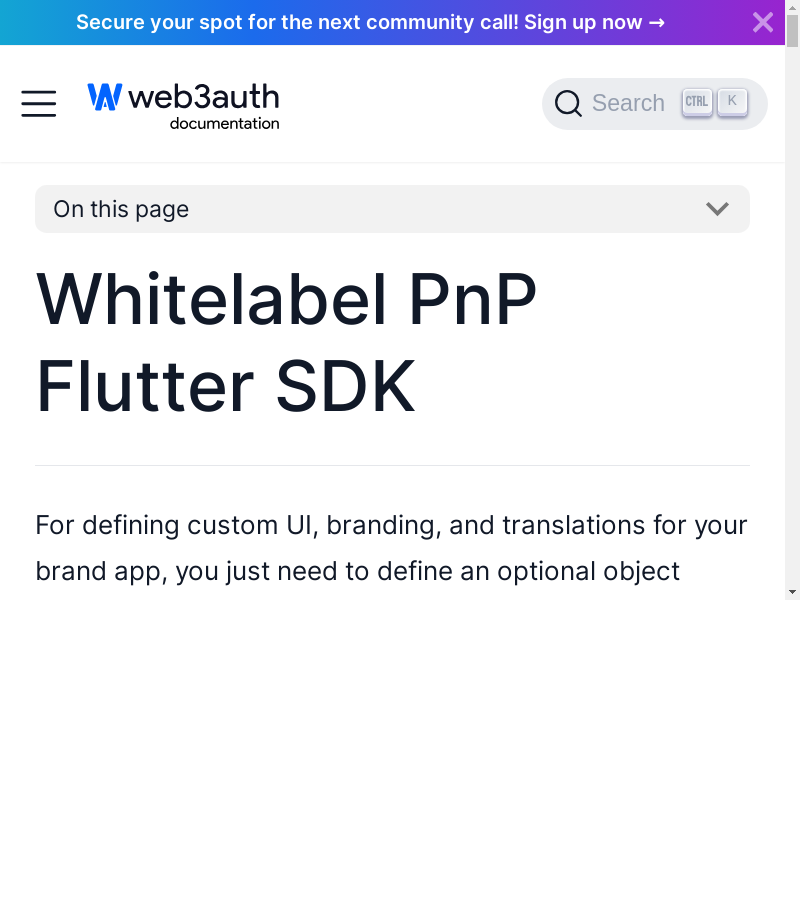 Secure your spot for the next community call! Sign up now →
web3auth
documentation
Search CTRL K
On this page
Whitelabel PnP
Flutter SDK
For defining custom UI, branding, and translations for your
brand app, you just need to define an optional object